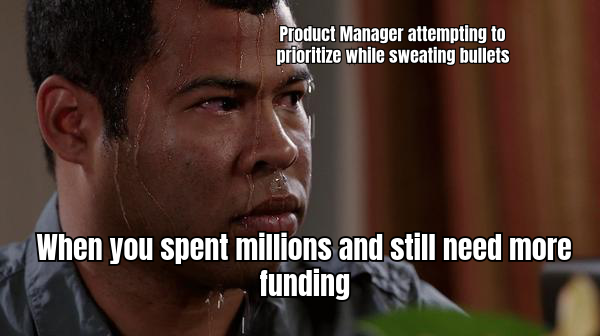 Product Manager attempting to
prioritize while sweating bullets
When you spent millions and still need more
funding